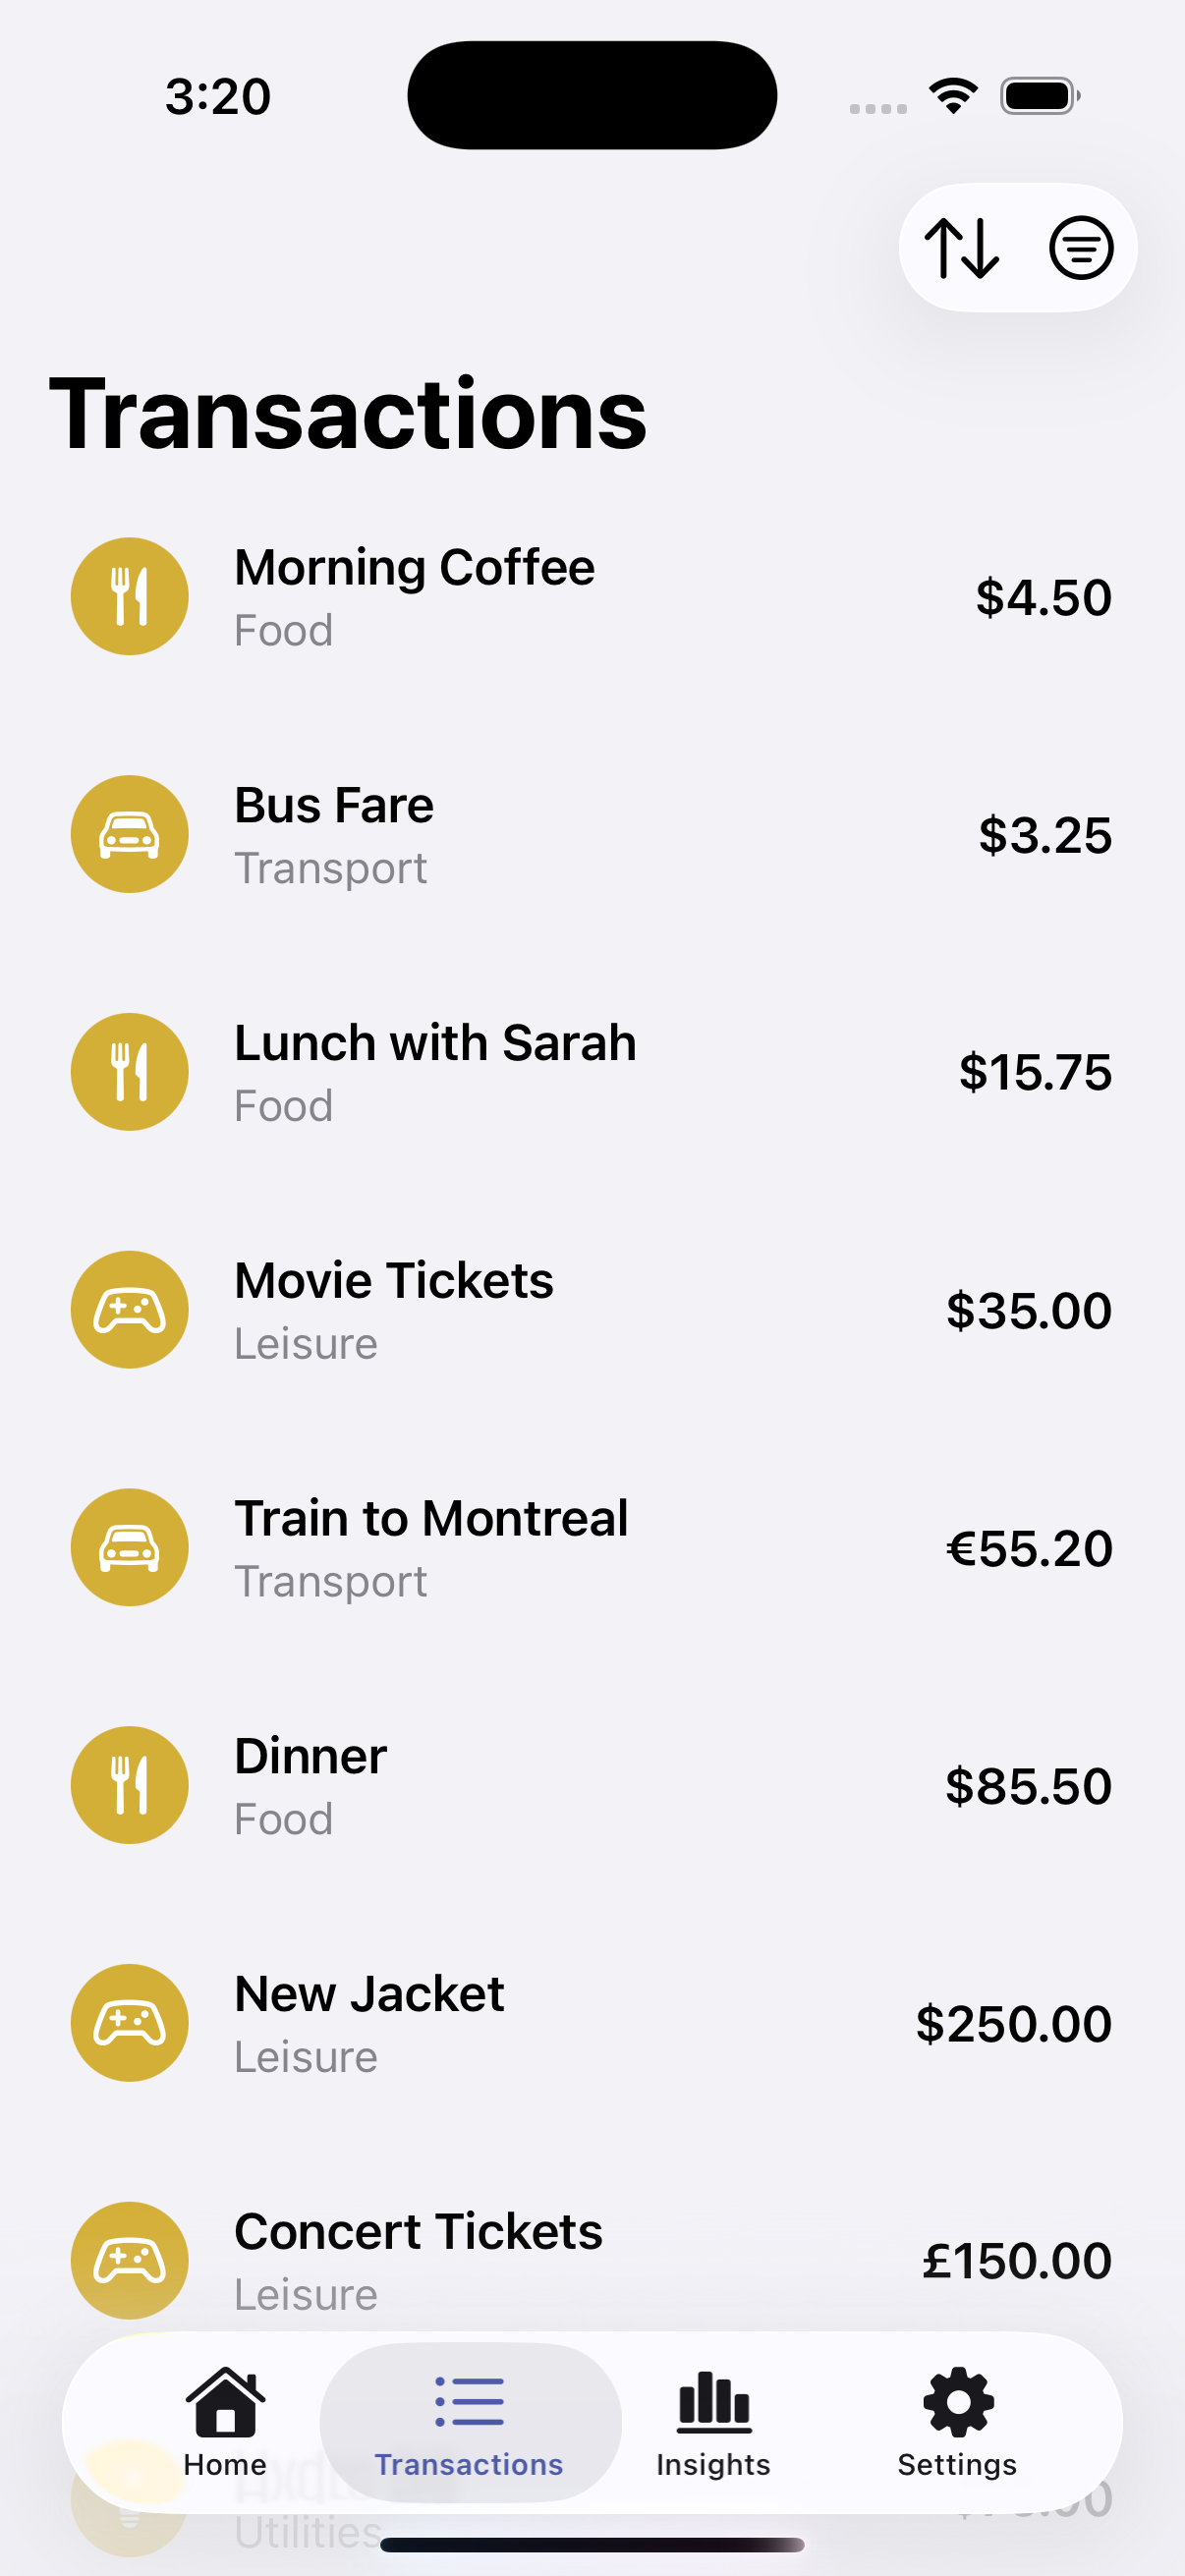 3:20
Transactions
Morning Coffee
Food
$4.50
Bus Fare
Transport
$3.25
Lunch with Sarah
Food
$15.75
Movie Tickets
Leisure
$35.00
Train to Montreal
Transport
€55.20
Dinner
Food
$85.50
New Jacket
Leisure
$250.00
Concert Tickets
Leisure
£150.00
Utilities
Home
Transactions
Insights
Settings